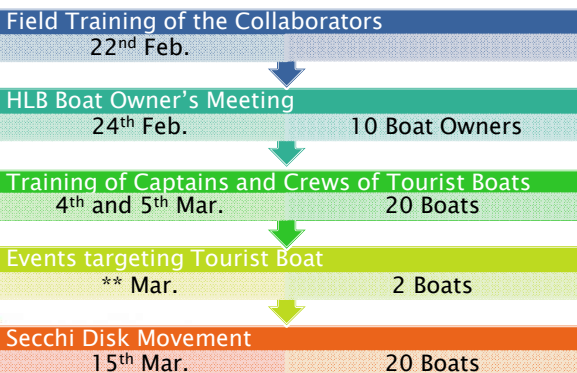 Field Training of the Collaborators
22nd Feb.
HLB Boat Owner's Meeting
24th Feb. 10 Boat Owners
Training of Captains and Crews of Tourist Boats
4th and 5th Mar. 20 Boats
Events targeting Tourist Boat
** Mar. 2 Boats
Secchi Disk Movement
15th Mar. 20 Boats